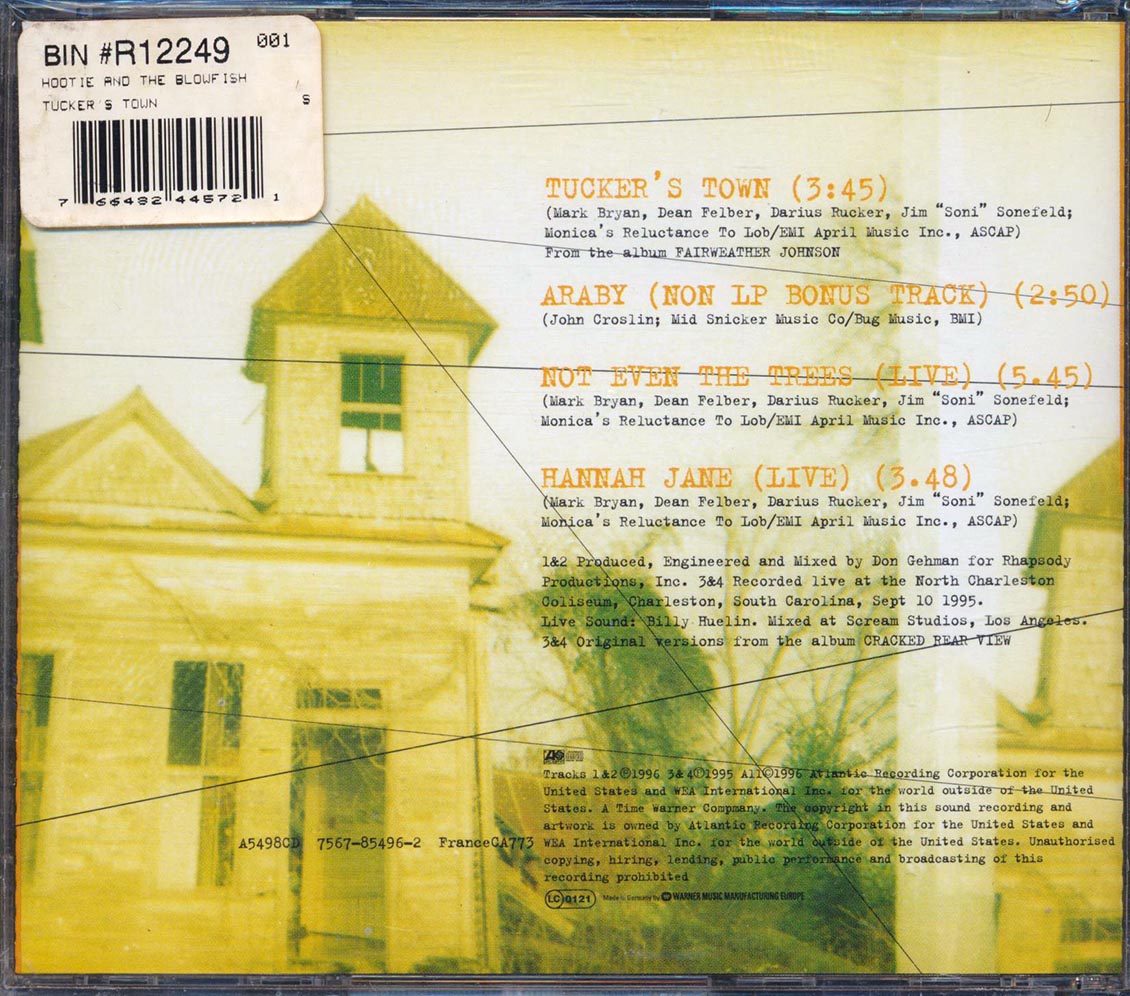 BIN #R12249 001
HOOTIE AND THE BLOWFISH
TUCKER'S TOWN S
7 66482 44572 1
TUCKER'S TOWN (3:45)
(Mark Bryan, Dean Felber, Darius Rucker, Jim "Soni" Sonefeld;
Monica's Reluctance To Lob/EMI April Music Inc., ASCAP)
From the album FAIRWEATHER JOHNSON
ARABY (NON LP BONUS TRACK) (2:50)
(John Croslin; Mid Snicker Music Co/Bug Music, BMI)
NOT EVEN THE TREES (LIVE) (5.45)
(Mark Bryan, Dean Felber, Darius Rucker, Jim "Soni" Sonefeld;
Monica's Reluctance To Lob/EMI April Music Inc., ASCAP)
HANNAH JANE (LIVE) (3.48)
(Mark Bryan, Dean Felber, Darius Rucker, Jim "Soni" Sonefeld;
Monica's Reluctance To Lob/EMI April Music Inc., ASCAP)
1&2 Produced, Engineered and Mixed by Don Gehman for Rhapsody
Productions, Inc. 3&4 Recorded live at the North Charleston
Coliseum, Charleston, South Carolina, Sept 10 1995.
Live Sound: Billy Huelin. Mixed at Scream Studios, Los Angeles.
3&4 Original versions from the album CRACKED REAR VIEW
Tracks 1&2℗1996 3&4℗1995 All©1996 Atlantic Recording Corporation for the
United States and WEA International Inc. for the world outside of the United
States. A Time Warner Compmany. The copyright in this sound recording and
artwork is owned by Atlantic Recording Corporation for the United States and
WEA International Inc. for the world outside of the United States. Unauthorised
copying, hiring, lending, public performance and broadcasting of this
recording prohibited
A5498CD 7567-85496-2 FranceCA773
LC 0121 Made in Germany by WARNER MUSIC MANUFACTURING EUROPE